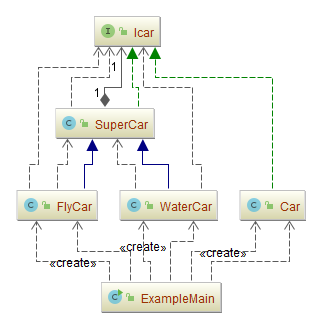 I Icar
1
1
C SuperCar
C FlyCar
C WaterCar
C Car
«create»
«create»
«create»
C ExampleMain